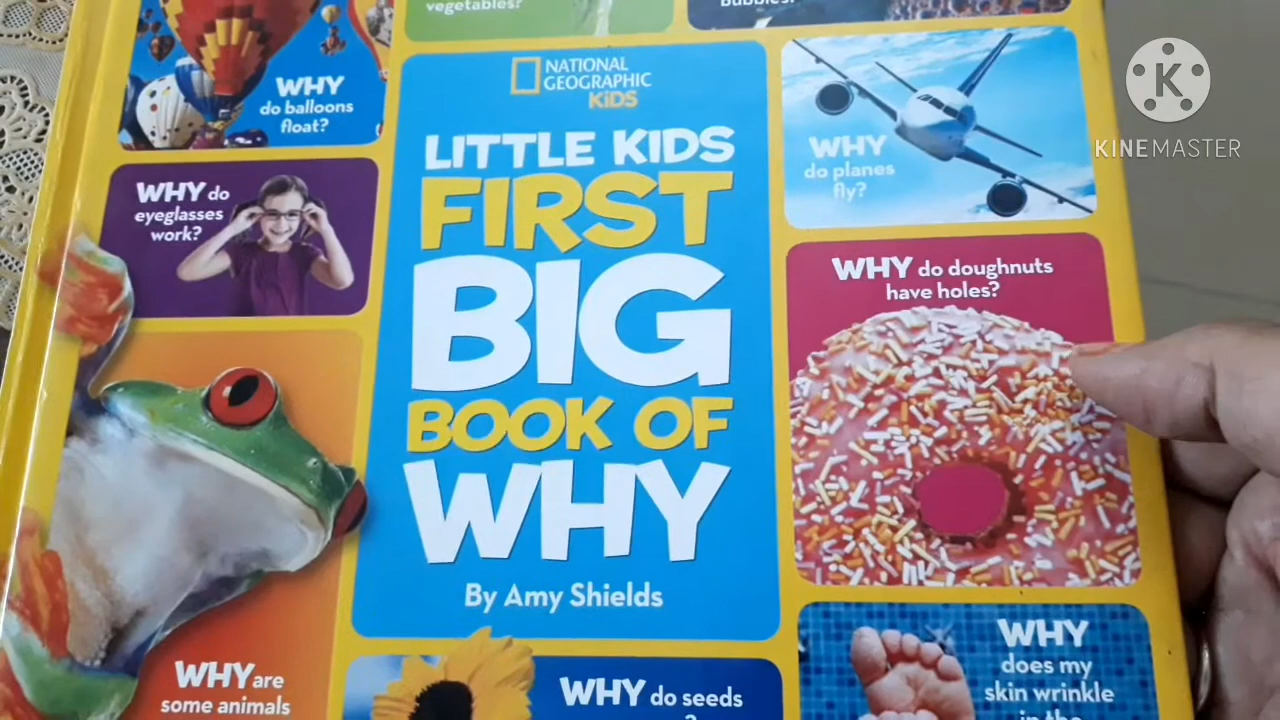 vegetables?
bubbles?
WHY
do balloons
float?
NATIONAL
GEOGRAPHIC
KiDS
LITTLE KIDS
FIRST
BIG
BOOK OF
WHY
By Amy Shields
WHY
do planes
fly?
K
KINEMASTER
WHY do
eyeglasses
work?
WHY do doughnuts
have holes?
WHY are
some animals
WHY do seeds
WHY
does my
skin wrinkle
in the